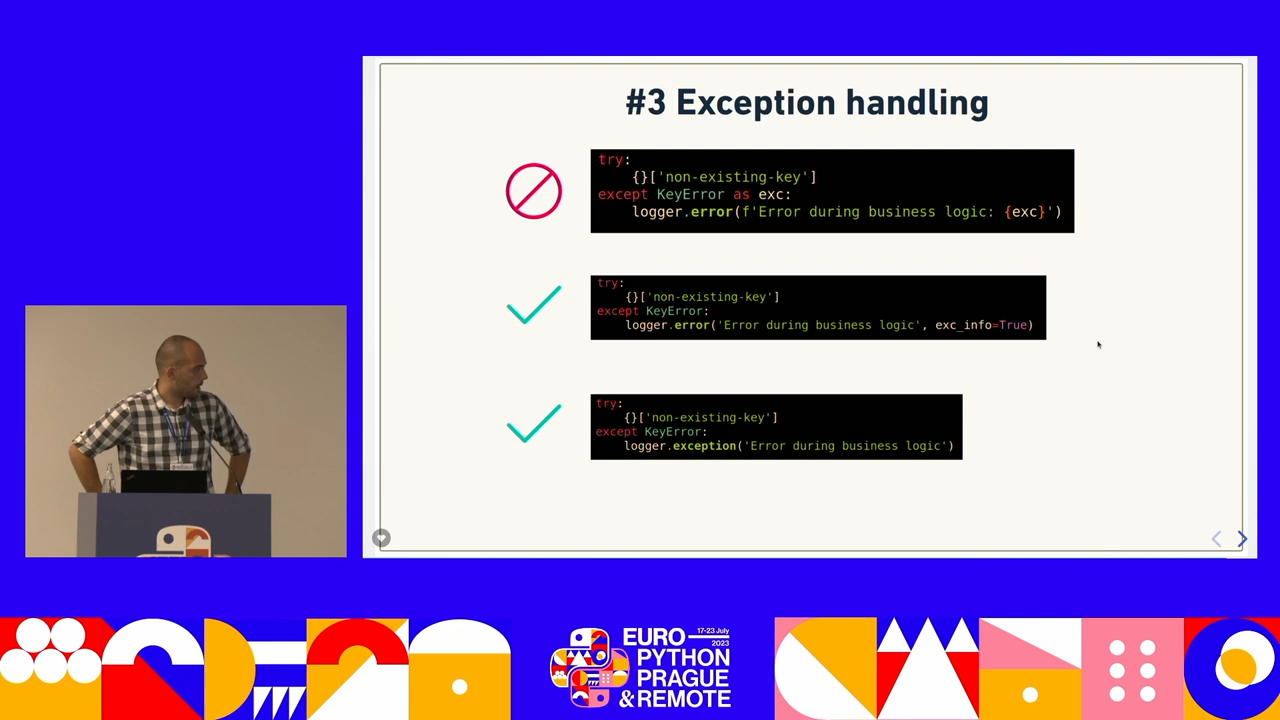 #3 Exception handling
try:
    {}['non-existing-key']
except KeyError as exc:
    logger.error(f'Error during business logic: {exc}')
try:
    {}['non-existing-key']
except KeyError:
    logger.error('Error during business logic', exc_info=True)
try:
    {}['non-existing-key']
except KeyError:
    logger.exception('Error during business logic')
17-23 July
2023
EURO
PYTHON
PRAGUE
&REMOTE